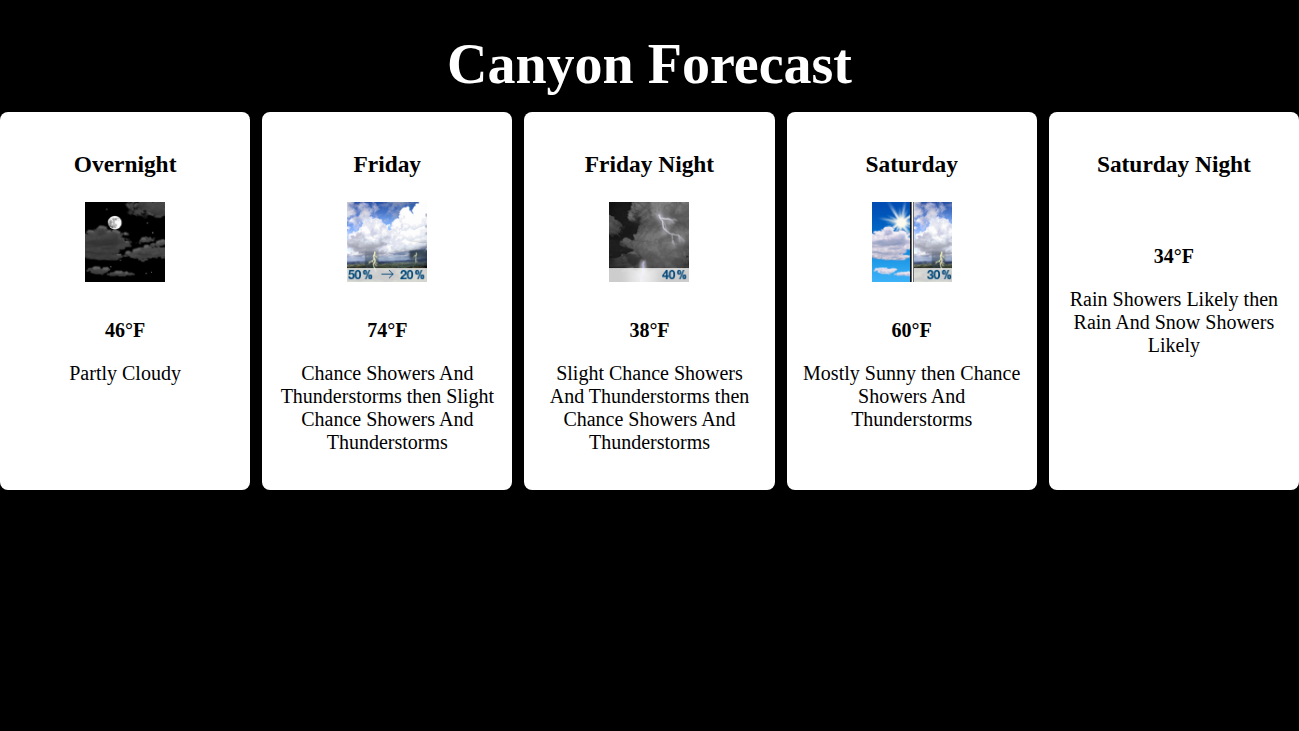 Canyon Forecast
Overnight
46°F
Partly Cloudy
Friday
50% → 20%
74°F
Chance Showers And
Thunderstorms then Slight
Chance Showers And
Thunderstorms
Friday Night
40%
38°F
Slight Chance Showers
And Thunderstorms then
Chance Showers And
Thunderstorms
Saturday
30%
60°F
Mostly Sunny then Chance
Showers And
Thunderstorms
Saturday Night
34°F
Rain Showers Likely then
Rain And Snow Showers
Likely